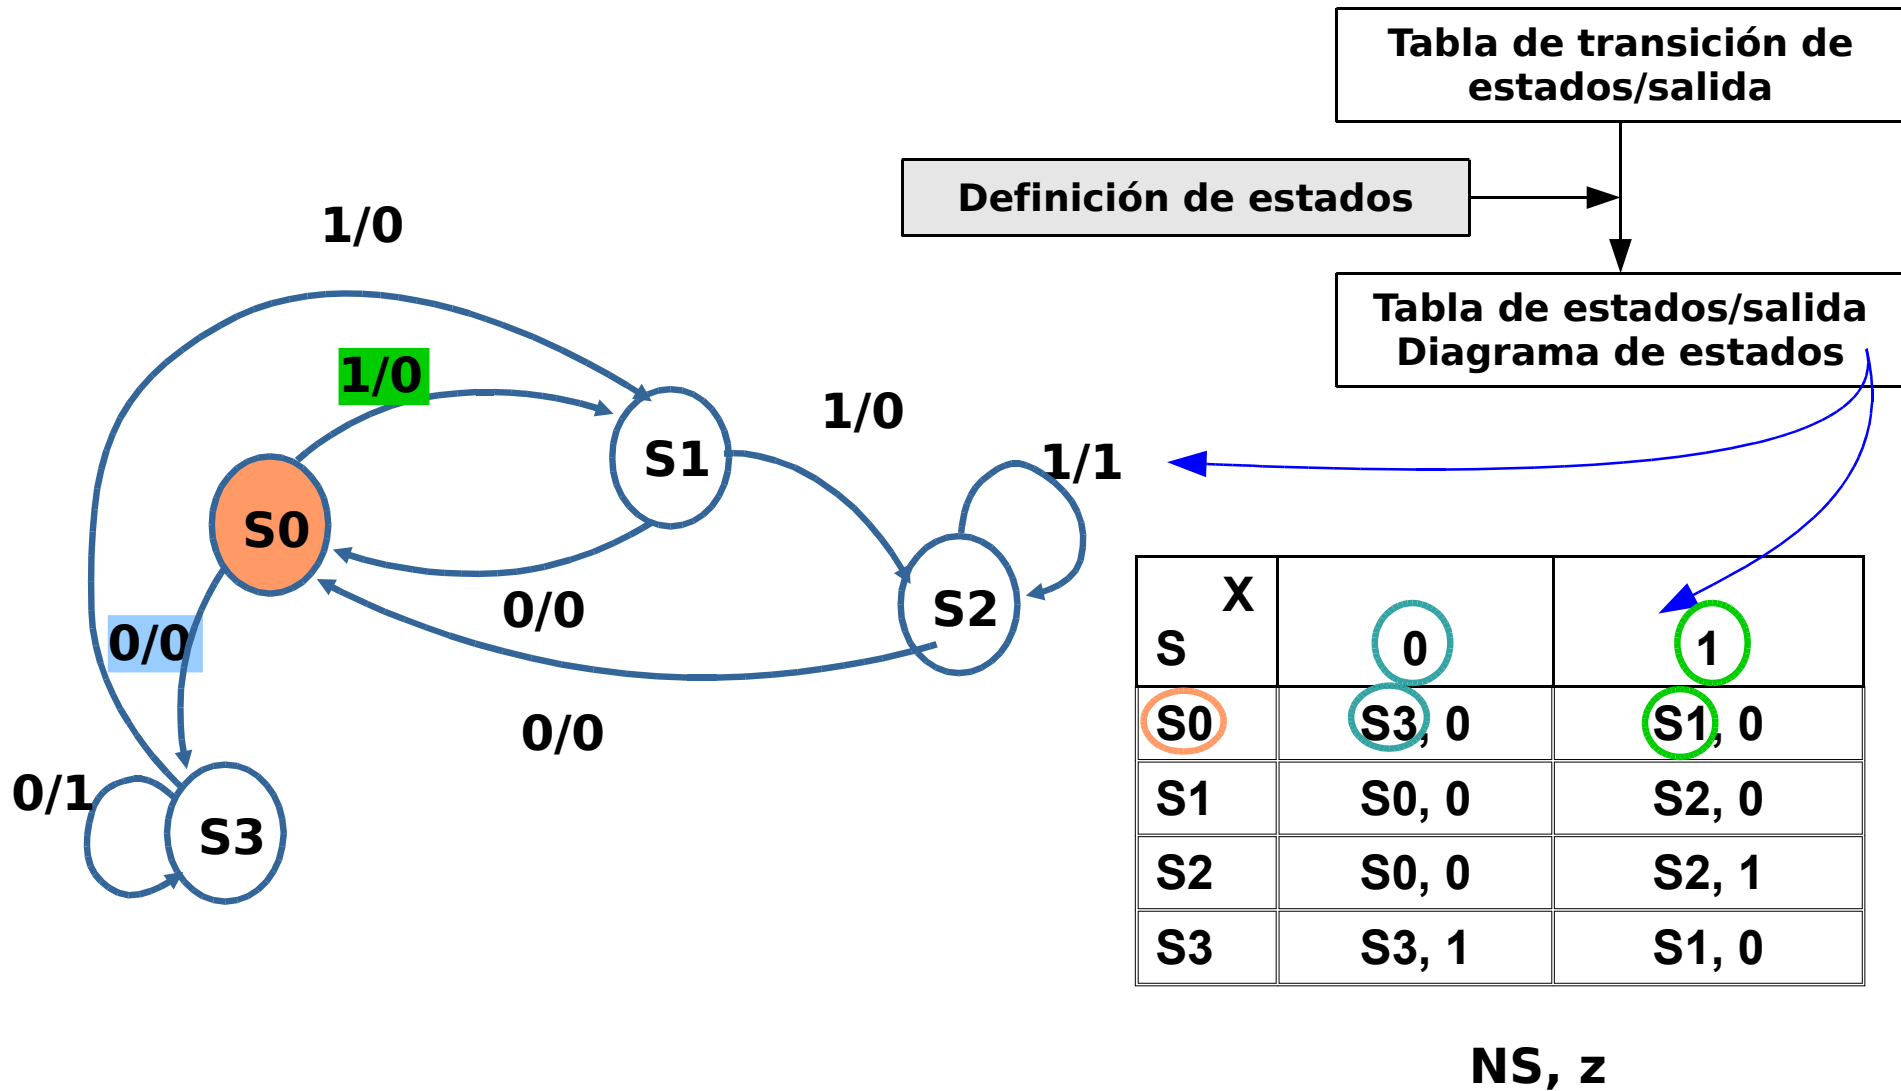 Tabla de transición de
estados/salida
Definición de estados
Tabla de estados/salida
Diagrama de estados
1/0
1/0
1/0
1/1
S1
S0
S2
0/0
0/0
0/0
0/1
S3
X
S 0 1
S0 S3, 0 S1, 0
S1 S0, 0 S2, 0
S2 S0, 0 S2, 1
S3 S3, 1 S1, 0
NS, z